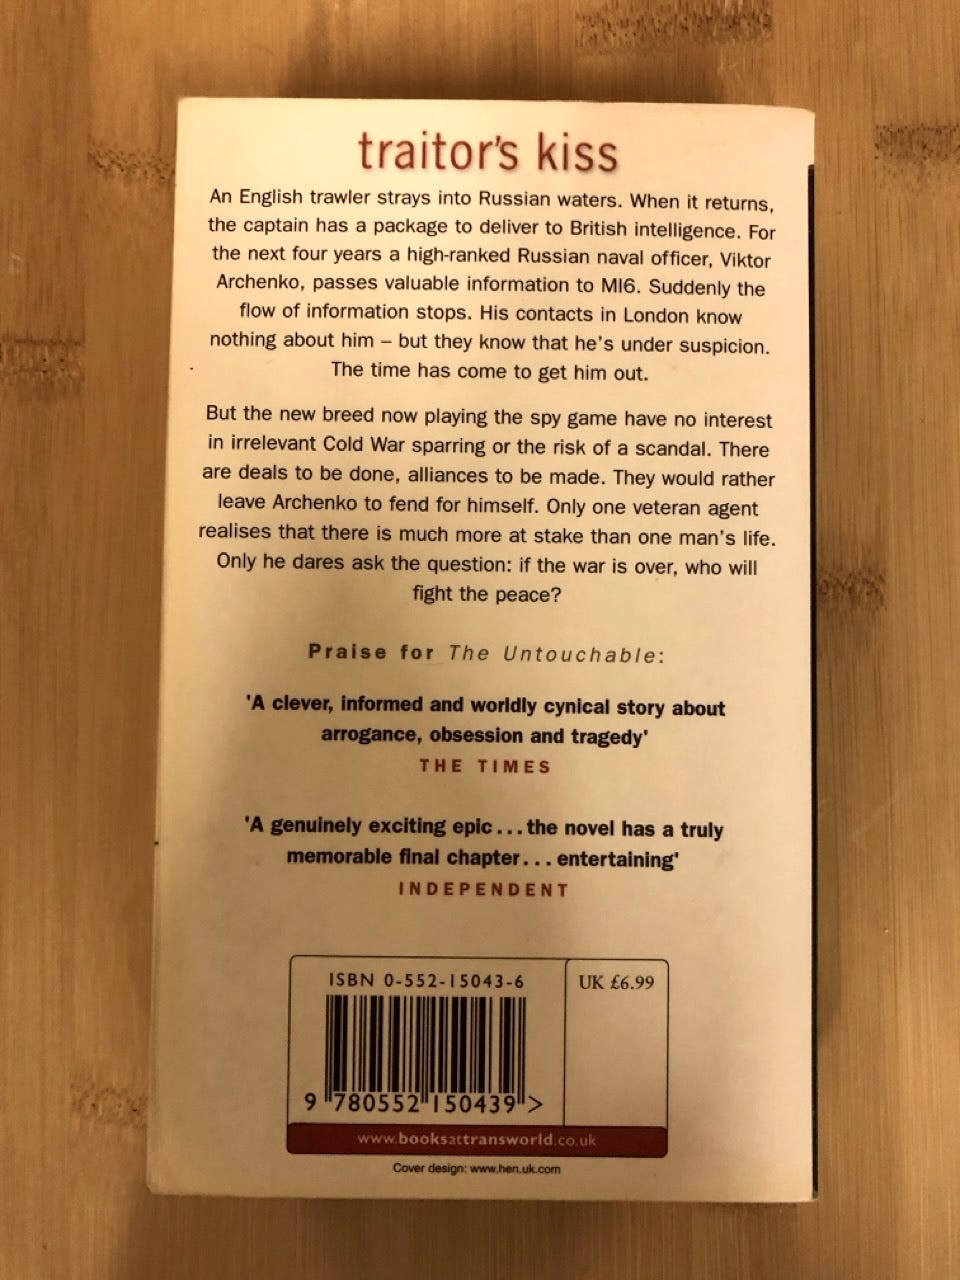 traitor's kiss
An English trawler strays into Russian waters. When it returns,
the captain has a package to deliver to British intelligence. For
the next four years a high-ranked Russian naval officer, Viktor
Archenko, passes valuable information to MI6. Suddenly the
flow of information stops. His contacts in London know
nothing about him – but they know that he's under suspicion.
The time has come to get him out.
But the new breed now playing the spy game have no interest
in irrelevant Cold War sparring or the risk of a scandal. There
are deals to be done, alliances to be made. They would rather
leave Archenko to fend for himself. Only one veteran agent
realises that there is much more at stake than one man's life.
Only he dares ask the question: if the war is over, who will
fight the peace?
Praise for The Untouchable:
'A clever, informed and worldly cynical story about
arrogance, obsession and tragedy'
THE TIMES
'A genuinely exciting epic...the novel has a truly
memorable final chapter... entertaining'
INDEPENDENT
ISBN 0-552-15043-6
UK £6.99
9 780552 150439 >
www.booksattransworld.co.uk
Cover design: www.hen.uk.com